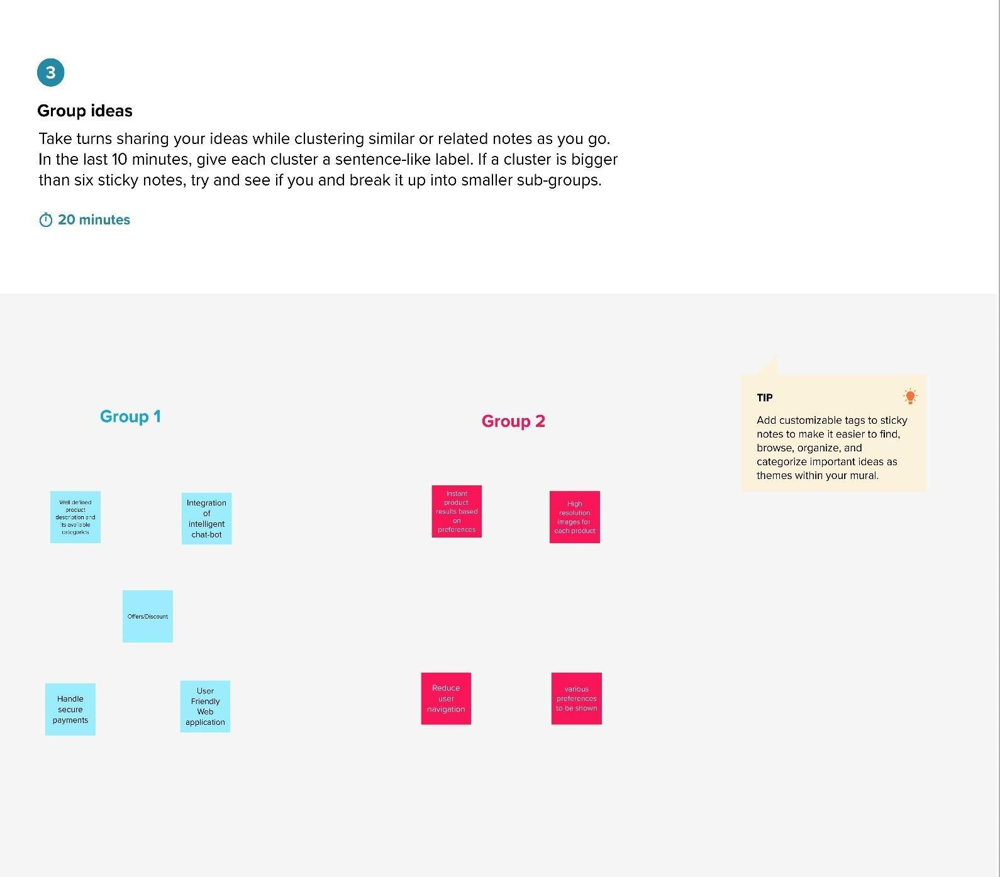 3
Group ideas
Take turns sharing your ideas while clustering similar or related notes as you go.
In the last 10 minutes, give each cluster a sentence-like label. If a cluster is bigger
than six sticky notes, try and see if you and break it up into smaller sub-groups.
20 minutes
Group 1
Well defined
product
description and
its available
categories
Integration
of
intelligent
chat-bot
Offers/Discount
Handle
secure
payments
User
Friendly
Web
application
Group 2
Instant
product
results based
on
preferences
High
resolution
images for
each product
Reduce
user
navigation
various
preferences
to be shown
TIP
Add customizable tags to sticky
notes to make it easier to find,
browse, organize, and
categorize important ideas as
themes within your mural.